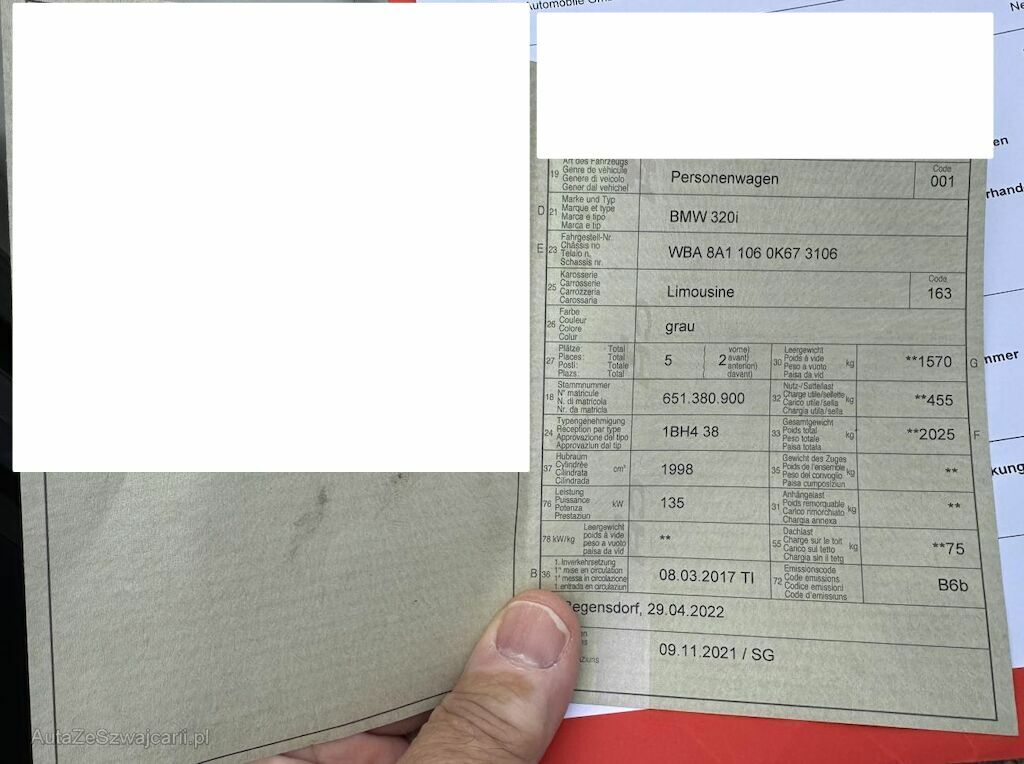 Automobile
Ne
en
19 Art des Fahrzeugs
Genre de véhicule
Genere di veicolo
Gener dal vehichel
Personenwagen
Code
001
D 21 Marke und Typ
Marque et type
Marca e tipo
Marca e tip
BMW 320i
E 23 Fahrgestell-Nr.
Châssis no
Telaio n.
Schassis nr.
WBA 8A1 106 0K67 3106
25 Karosserie
Carrosserie
Carrozzeria
Carossaria
Limousine
Code
163
26 Farbe
Couleur
Colore
Colur
grau
27 Plätze: Total
Places: Total
Posti: Totale
Plazs: Total
5
( 2 vorne)
avant)
anteriori)
davant)
30 Leergewicht
Poids à vide
Peso a vuoto
Paisa da vid
kg
**1570 G
18 Stammnummer
N° matricule
N. di matricola
Nr. da matricla
651.380.900
32 Nutz-/Sattellast
Charge utile/sellette
Carico utile/sella
Chargia utila/sella
kg
**455
24 Typengenehmigung
Réception par type
Approvazione del tipo
Approvaziun dal tip
1BH4 38
33 Gesamtgewicht
Poids total
Peso totale
Paisa totala
kg
**2025 F
37 Hubraum
Cylindrée
Cilindrata
Cilindrada
cm³
1998
35 Gewicht des Zuges
Poids de l'ensemble
Peso del convoglio
Paisa cumposiziun
kg
**
76 Leistung
Puissance
Potenza
Prestaziun
kW
135
31 Anhängelast
Poids remorquable
Carico rimorchiato
Chargia annexa
kg
**
78 kW/kg
Leergewicht
poids à vide
peso a vuoto
paisa da vid
**
55 Dachlast
Charge sur le toit
Carico sul tetto
Chargia sin il tetg
kg
**75
B 36 1. Inverkehrsetzung
1re mise en circulation
1a messa in circolazione
1. entrada en circulaziun
08.03.2017 TI
72 Emissionscode
Code émissions
Codice emissioni
Code d'emissiuns
B6b
Regensdorf, 29.04.2022
09.11.2021 / SG
AutaZeSzwajcarii.pl